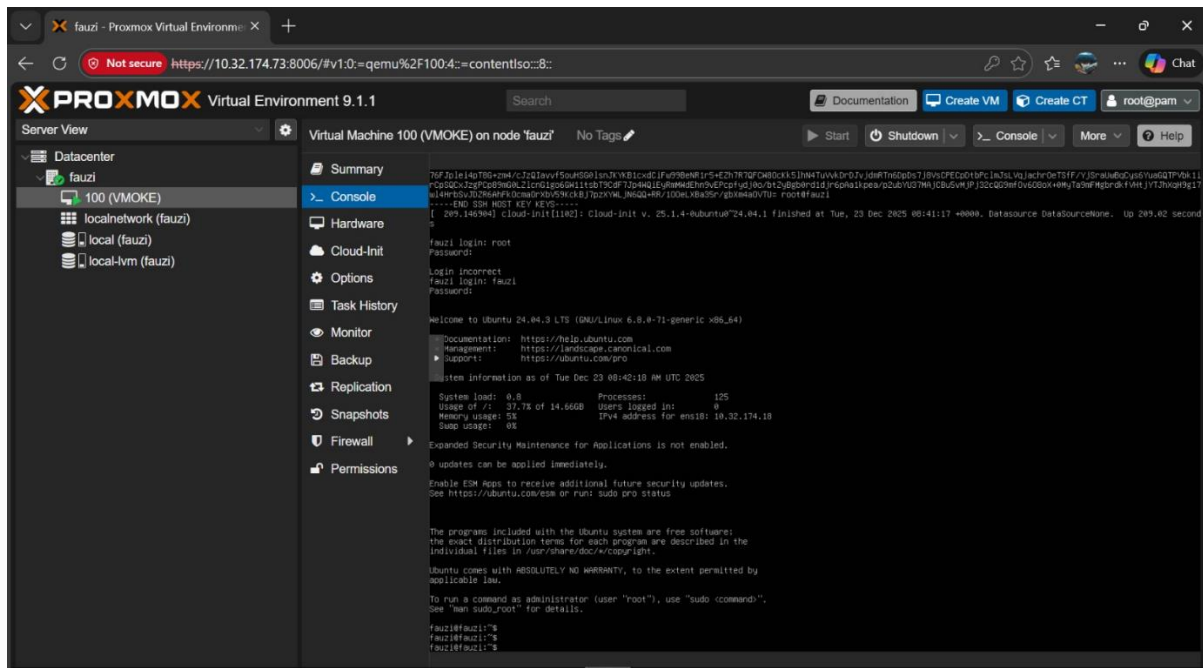 fauzi - Proxmox Virtual Environme
Not secure https://10.32.174.73:8006/#v1:0:=qemu%2F100:4::=contentIso:::8::
Chat
PROXMOX Virtual Environment 9.1.1
Search
Documentation
Create VM
Create CT
root@pam
Server View
Virtual Machine 100 (VMOKE) on node 'fauzi'
No Tags
Start
Shutdown
Console
More
Help
Datacenter
fauzi
100 (VMOKE)
localnetwork (fauzi)
local (fauzi)
local-lvm (fauzi)
Summary
Console
Hardware
Cloud-Init
Options
Task History
Monitor
Backup
Replication
Snapshots
Firewall
Permissions
-----END SSH HOST KEY KEYS-----
[ 209.146904] cloud-init[1102]: Cloud-init v. 25.1.4-0ubuntu0~24.04.1 finished at Tue, 23 Dec 2025 08:41:17 +0000. Datasource DataSourceNone. Up 209.02 second
s
fauzi login: root
Password:
Login incorrect
fauzi login: fauzi
Password:
Welcome to Ubuntu 24.04.3 LTS (GNU/Linux 6.8.0-71-generic x86_64)
Documentation: https://help.ubuntu.com
Management: https://landscape.canonical.com
Support: https://ubuntu.com/pro
System information as of Tue Dec 23 08:42:18 AM UTC 2025
System load: 0.8 Processes: 125
Usage of /: 37.7% of 14.66GB Users logged in: 0
Memory usage: 5% IPv4 address for ens18: 10.32.174.18
Swap usage: 0%
Expanded Security Maintenance for Applications is not enabled.
0 updates can be applied immediately.
Enable ESM Apps to receive additional future security updates.
See https://ubuntu.com/esm or run: sudo pro status
The programs included with the Ubuntu system are free software;
the exact distribution terms for each program are described in the
individual files in /usr/share/doc/*/copyright.
Ubuntu comes with ABSOLUTELY NO WARRANTY, to the extent permitted by
applicable law.
To run a command as administrator (user "root"), use "sudo <command>".
See "man sudo_root" for details.
fauzi@fauzi:~$
fauzi@fauzi:~$
fauzi@fauzi:~$